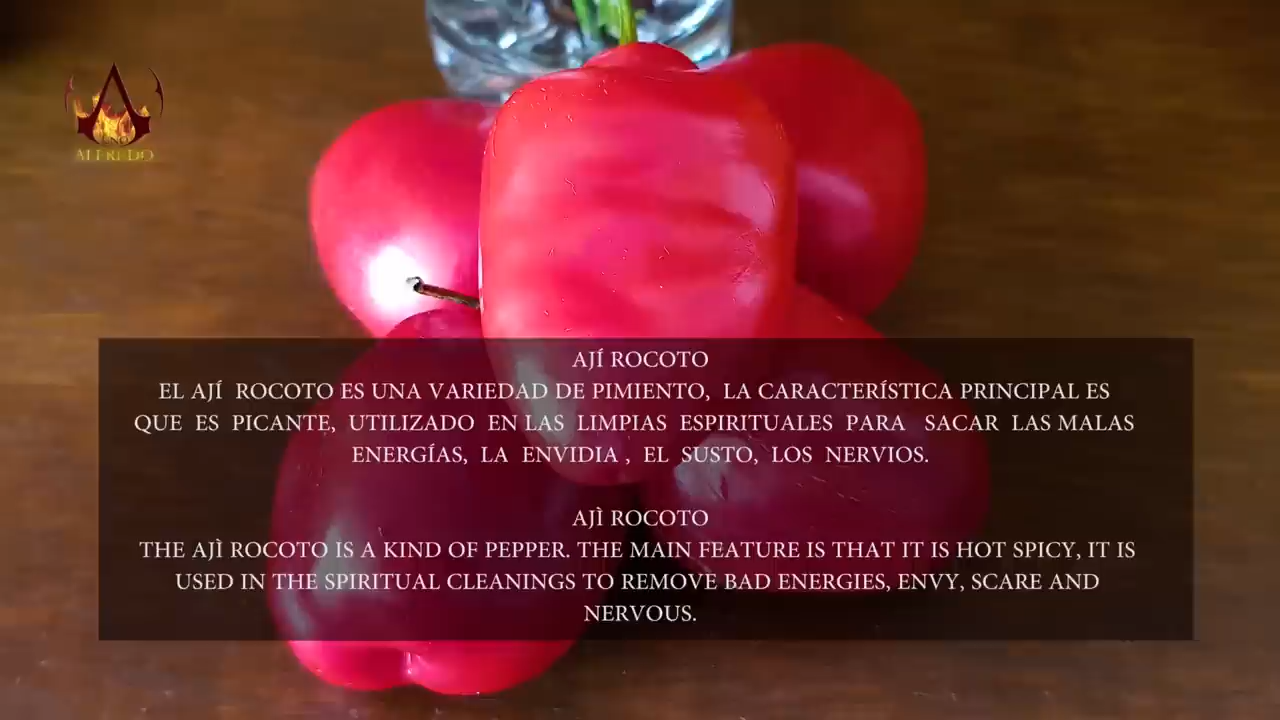 UNO
ALFREDO
AJÍ ROCOTO
EL AJÍ ROCOTO ES UNA VARIEDAD DE PIMIENTO, LA CARACTERÍSTICA PRINCIPAL ES
QUE ES PICANTE, UTILIZADO EN LAS LIMPIAS ESPIRITUALES PARA SACAR LAS MALAS
ENERGÍAS, LA ENVIDIA , EL SUSTO, LOS NERVIOS.
AJÌ ROCOTO
THE AJÌ ROCOTO IS A KIND OF PEPPER. THE MAIN FEATURE IS THAT IT IS HOT SPICY, IT IS
USED IN THE SPIRITUAL CLEANINGS TO REMOVE BAD ENERGIES, ENVY, SCARE AND
NERVOUS.